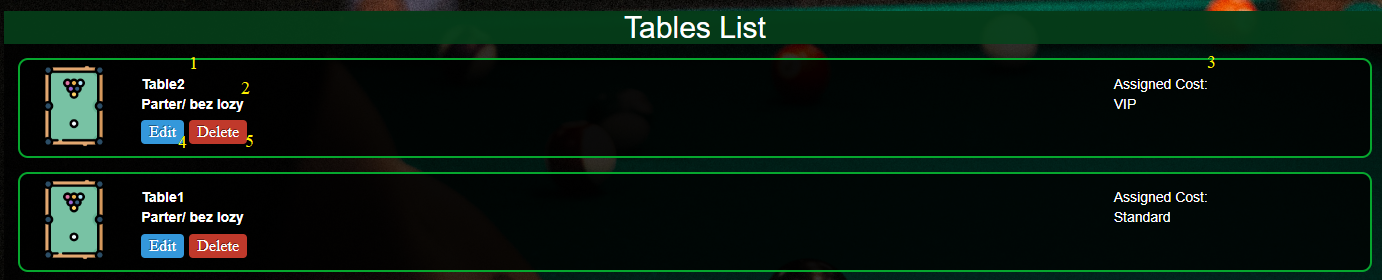 Tables List
1
3
Table2
2
Assigned Cost:
Parter/ bez lozy
VIP
Edit Delete
4 5
Table1
Assigned Cost:
Parter/ bez lozy
Standard
Edit Delete